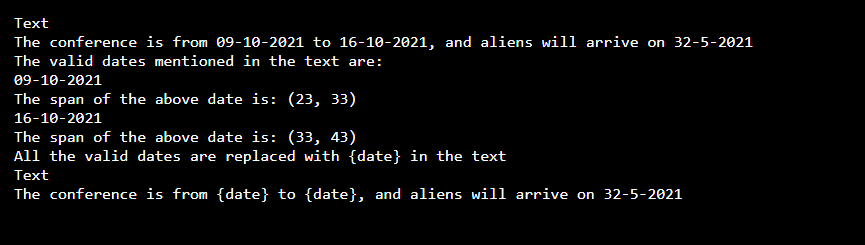 Text
The conference is from 09-10-2021 to 16-10-2021, and aliens will arrive on 32-5-2021
The valid dates mentioned in the text are:
09-10-2021
The span of the above date is: (23, 33)
16-10-2021
The span of the above date is: (33, 43)
All the valid dates are replaced with {date} in the text
Text
The conference is from {date} to {date}, and aliens will arrive on 32-5-2021